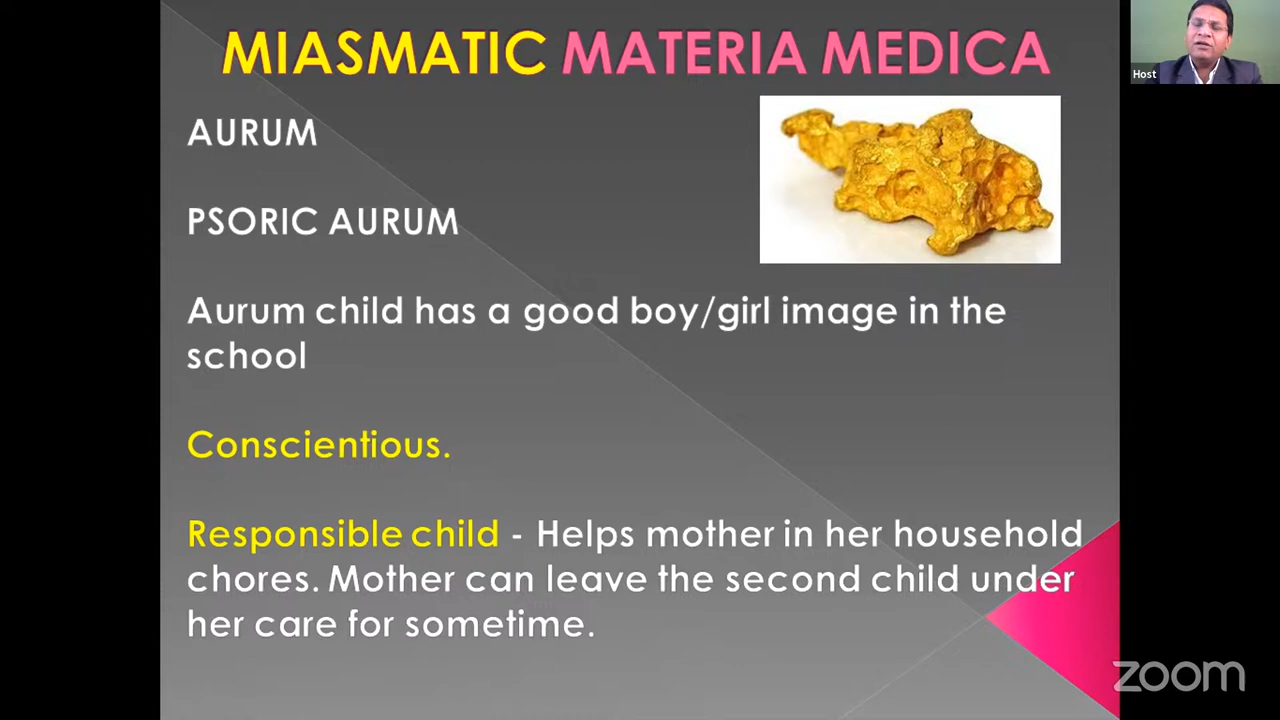 MIASMATIC MATERIA MEDICA
Host
AURUM
PSORIC AURUM
Aurum child has a good boy/girl image in the
school
Conscientious.
Responsible child - Helps mother in her household
chores. Mother can leave the second child under
her care for sometime.
zoom